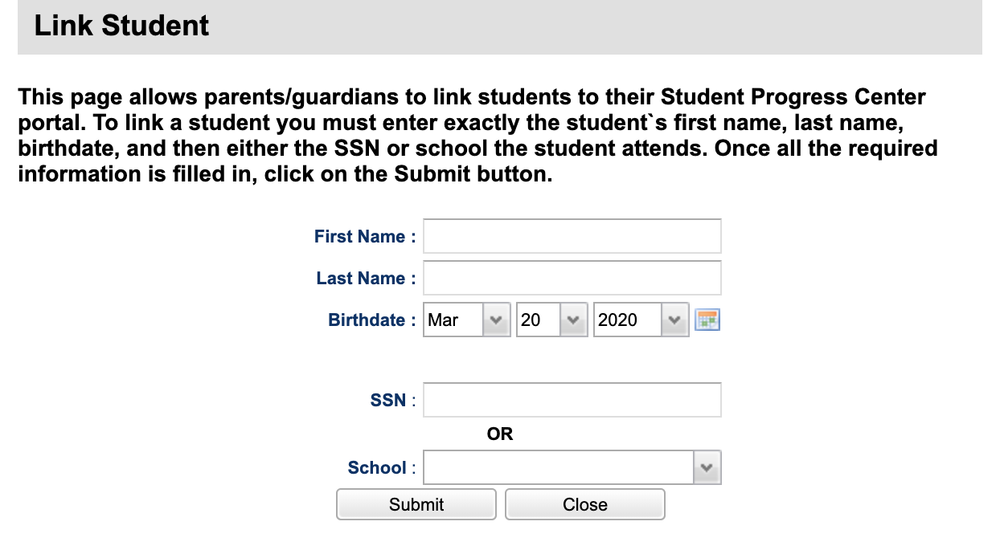 Link Student
This page allows parents/guardians to link students to their Student Progress Center
portal. To link a student you must enter exactly the student`s first name, last name,
birthdate, and then either the SSN or school the student attends. Once all the required
information is filled in, click on the Submit button.
First Name :
Last Name :
Birthdate : Mar 20 2020
SSN :
OR
School :
Submit Close